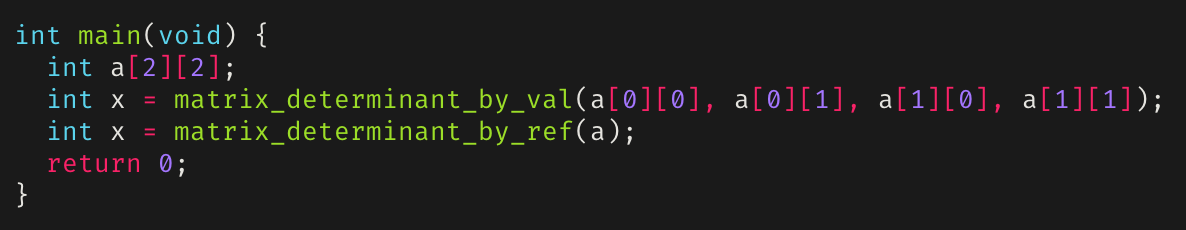 int main(void) {
  int a[2][2];
  int x = matrix_determinant_by_val(a[0][0], a[0][1], a[1][0], a[1][1]);
  int x = matrix_determinant_by_ref(a);
  return 0;
}